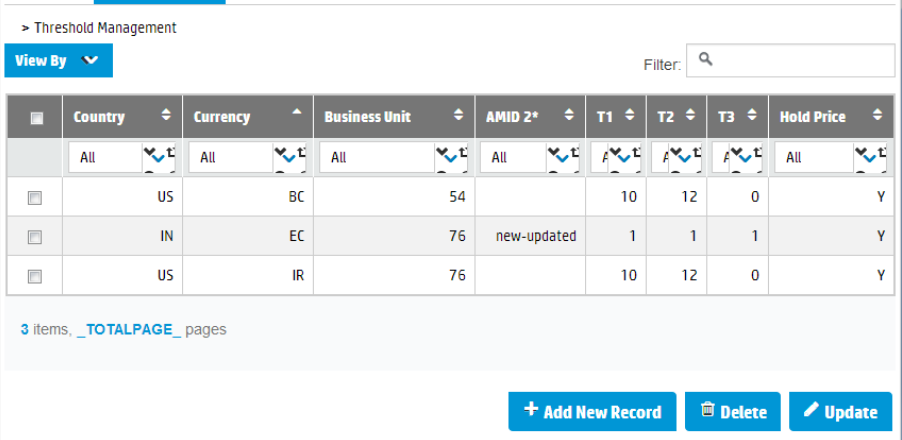 > Threshold Management
View By
Filter:
Country Currency Business Unit AMID 2* T1 T2 T3 Hold Price
All All All All All
US BC 54 10 12 0 Y
IN EC 76 new-updated 1 1 1 Y
US IR 76 10 12 0 Y
3 items, _TOTALPAGE_ pages
+ Add New Record Delete Update